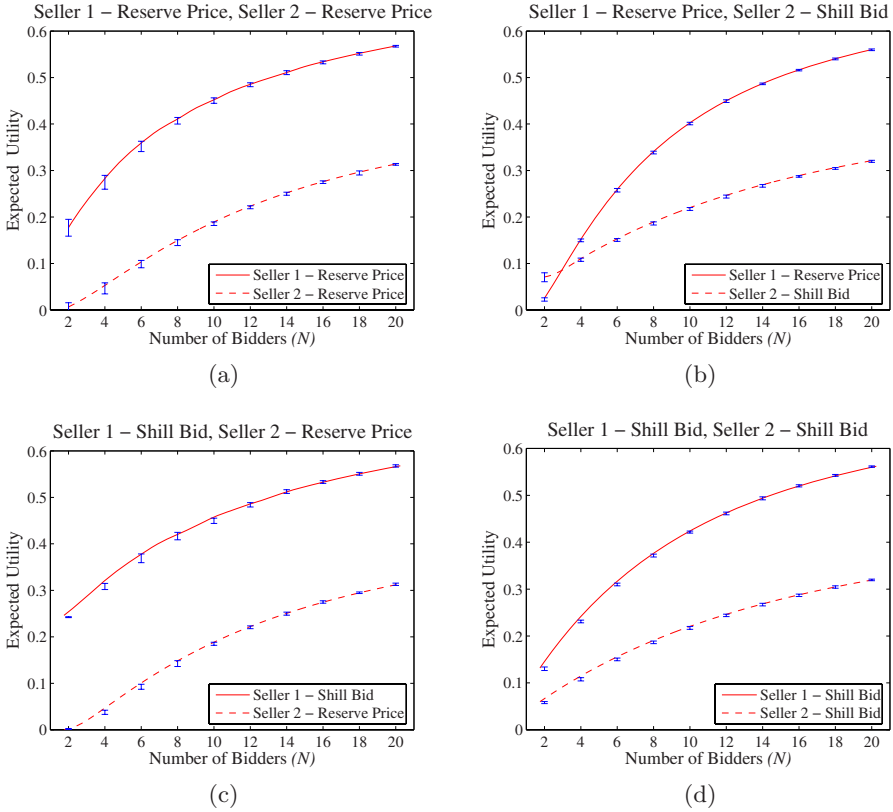 Seller 1 − Reserve Price, Seller 2 − Reserve Price
0.6
0.5
0.4
0.3
0.2
0.1
0
Expected Utility
Seller 1 − Reserve Price
Seller 2 − Reserve Price
2 4 6 8 10 12 14 16 18 20
Number of Bidders (N)
(a)
Seller 1 − Reserve Price, Seller 2 − Shill Bid
0.6
0.5
0.4
0.3
0.2
0.1
0
Expected Utility
Seller 1 − Reserve Price
Seller 2 − Shill Bid
2 4 6 8 10 12 14 16 18 20
Number of Bidders (N)
(b)
Seller 1 − Shill Bid, Seller 2 − Reserve Price
0.6
0.5
0.4
0.3
0.2
0.1
0
Expected Utility
Seller 1 − Shill Bid
Seller 2 − Reserve Price
2 4 6 8 10 12 14 16 18 20
Number of Bidders (N)
(c)
Seller 1 − Shill Bid, Seller 2 − Shill Bid
0.6
0.5
0.4
0.3
0.2
0.1
0
Expected Utility
Seller 1 − Shill Bid
Seller 2 − Shill Bid
2 4 6 8 10 12 14 16 18 20
Number of Bidders (N)
(d)